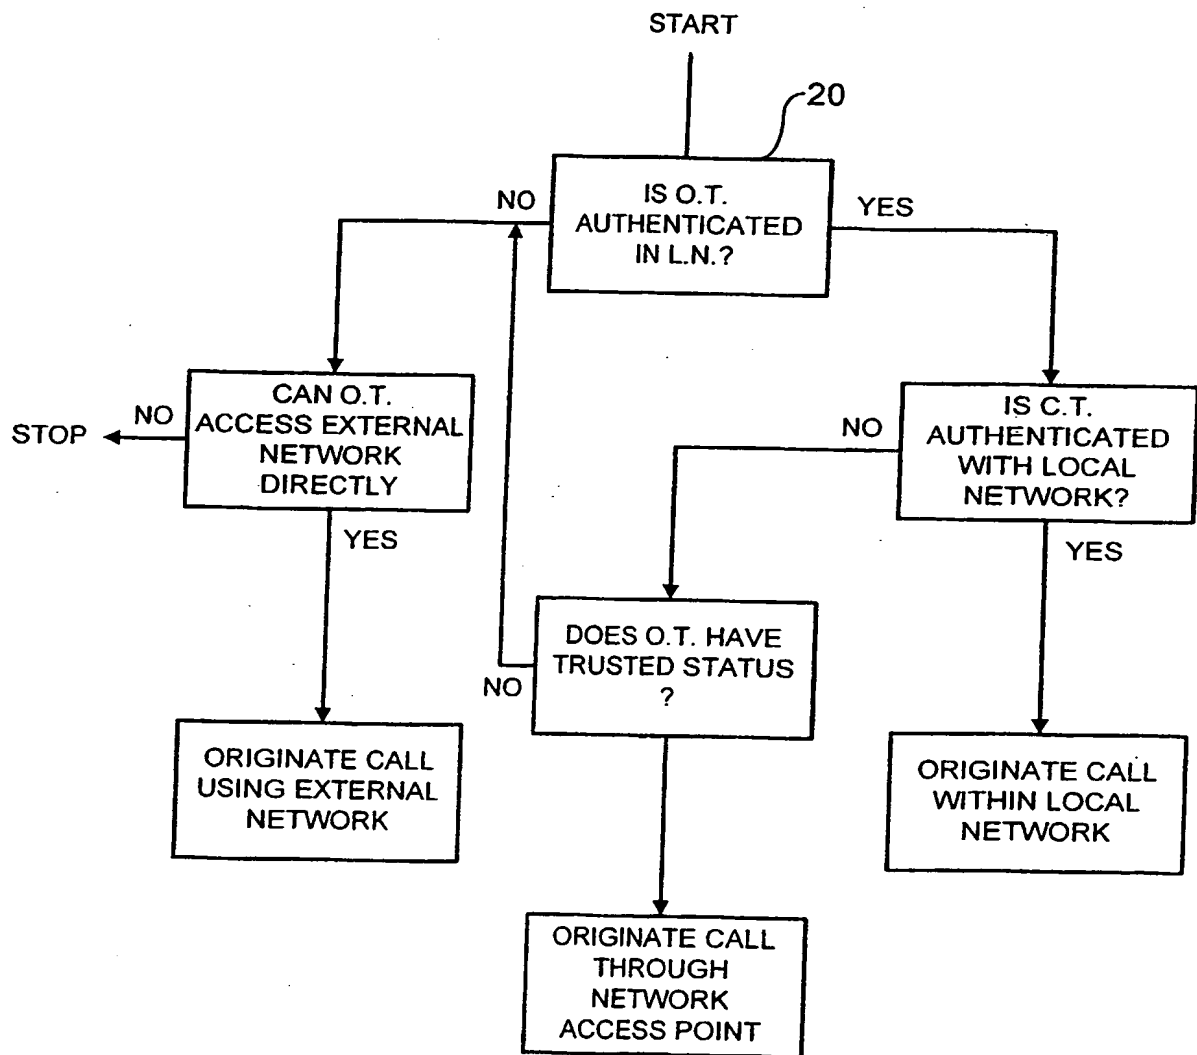 START
20
IS O.T.
AUTHENTICATED
IN L.N.?
NO
YES
CAN O.T.
ACCESS EXTERNAL
NETWORK
DIRECTLY
NO
STOP
YES
IS C.T.
AUTHENTICATED
WITH LOCAL
NETWORK?
NO
YES
DOES O.T. HAVE
TRUSTED STATUS
?
NO
ORIGINATE CALL
USING EXTERNAL
NETWORK
ORIGINATE CALL
WITHIN LOCAL
NETWORK
ORIGINATE CALL
THROUGH
NETWORK
ACCESS POINT